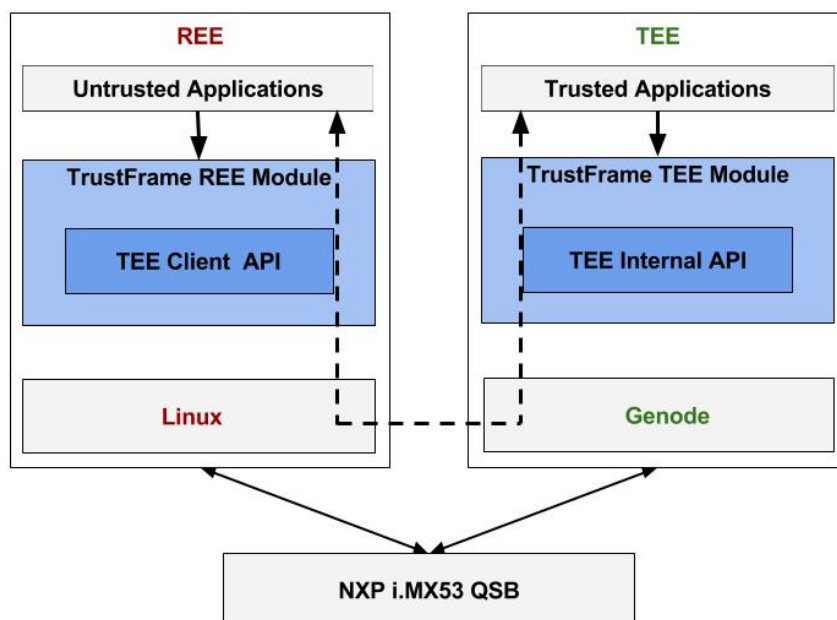 REE
Untrusted Applications
TrustFrame REE Module
TEE Client API
Linux
TEE
Trusted Applications
TrustFrame TEE Module
TEE Internal API
Genode
NXP i.MX53 QSB